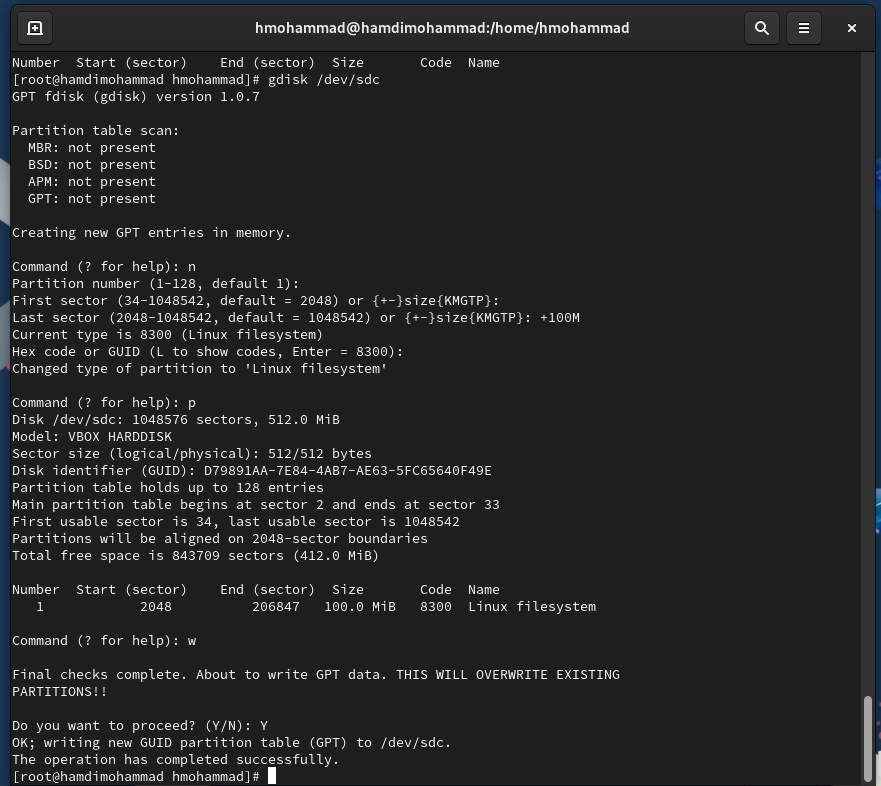 hmohammad@hamdimohammad:/home/hmohammad
Number  Start (sector)    End (sector)  Size       Code  Name
[root@hamdimohammad hmohammad]# gdisk /dev/sdc
GPT fdisk (gdisk) version 1.0.7

Partition table scan:
  MBR: not present
  BSD: not present
  APM: not present
  GPT: not present

Creating new GPT entries in memory.

Command (? for help): n
Partition number (1-128, default 1):
First sector (34-1048542, default = 2048) or {+-}size{KMGTP}:
Last sector (2048-1048542, default = 1048542) or {+-}size{KMGTP}: +100M
Current type is 8300 (Linux filesystem)
Hex code or GUID (L to show codes, Enter = 8300):
Changed type of partition to 'Linux filesystem'

Command (? for help): p
Disk /dev/sdc: 1048576 sectors, 512.0 MiB
Model: VBOX HARDDISK
Sector size (logical/physical): 512/512 bytes
Disk identifier (GUID): D79891AA-7E84-4AB7-AE63-5FC65640F49E
Partition table holds up to 128 entries
Main partition table begins at sector 2 and ends at sector 33
First usable sector is 34, last usable sector is 1048542
Partitions will be aligned on 2048-sector boundaries
Total free space is 843709 sectors (412.0 MiB)

Number  Start (sector)    End (sector)  Size       Code  Name
   1            2048          206847   100.0 MiB   8300  Linux filesystem

Command (? for help): w

Final checks complete. About to write GPT data. THIS WILL OVERWRITE EXISTING
PARTITIONS!!

Do you want to proceed? (Y/N): Y
OK; writing new GUID partition table (GPT) to /dev/sdc.
The operation has completed successfully.
[root@hamdimohammad hmohammad]#